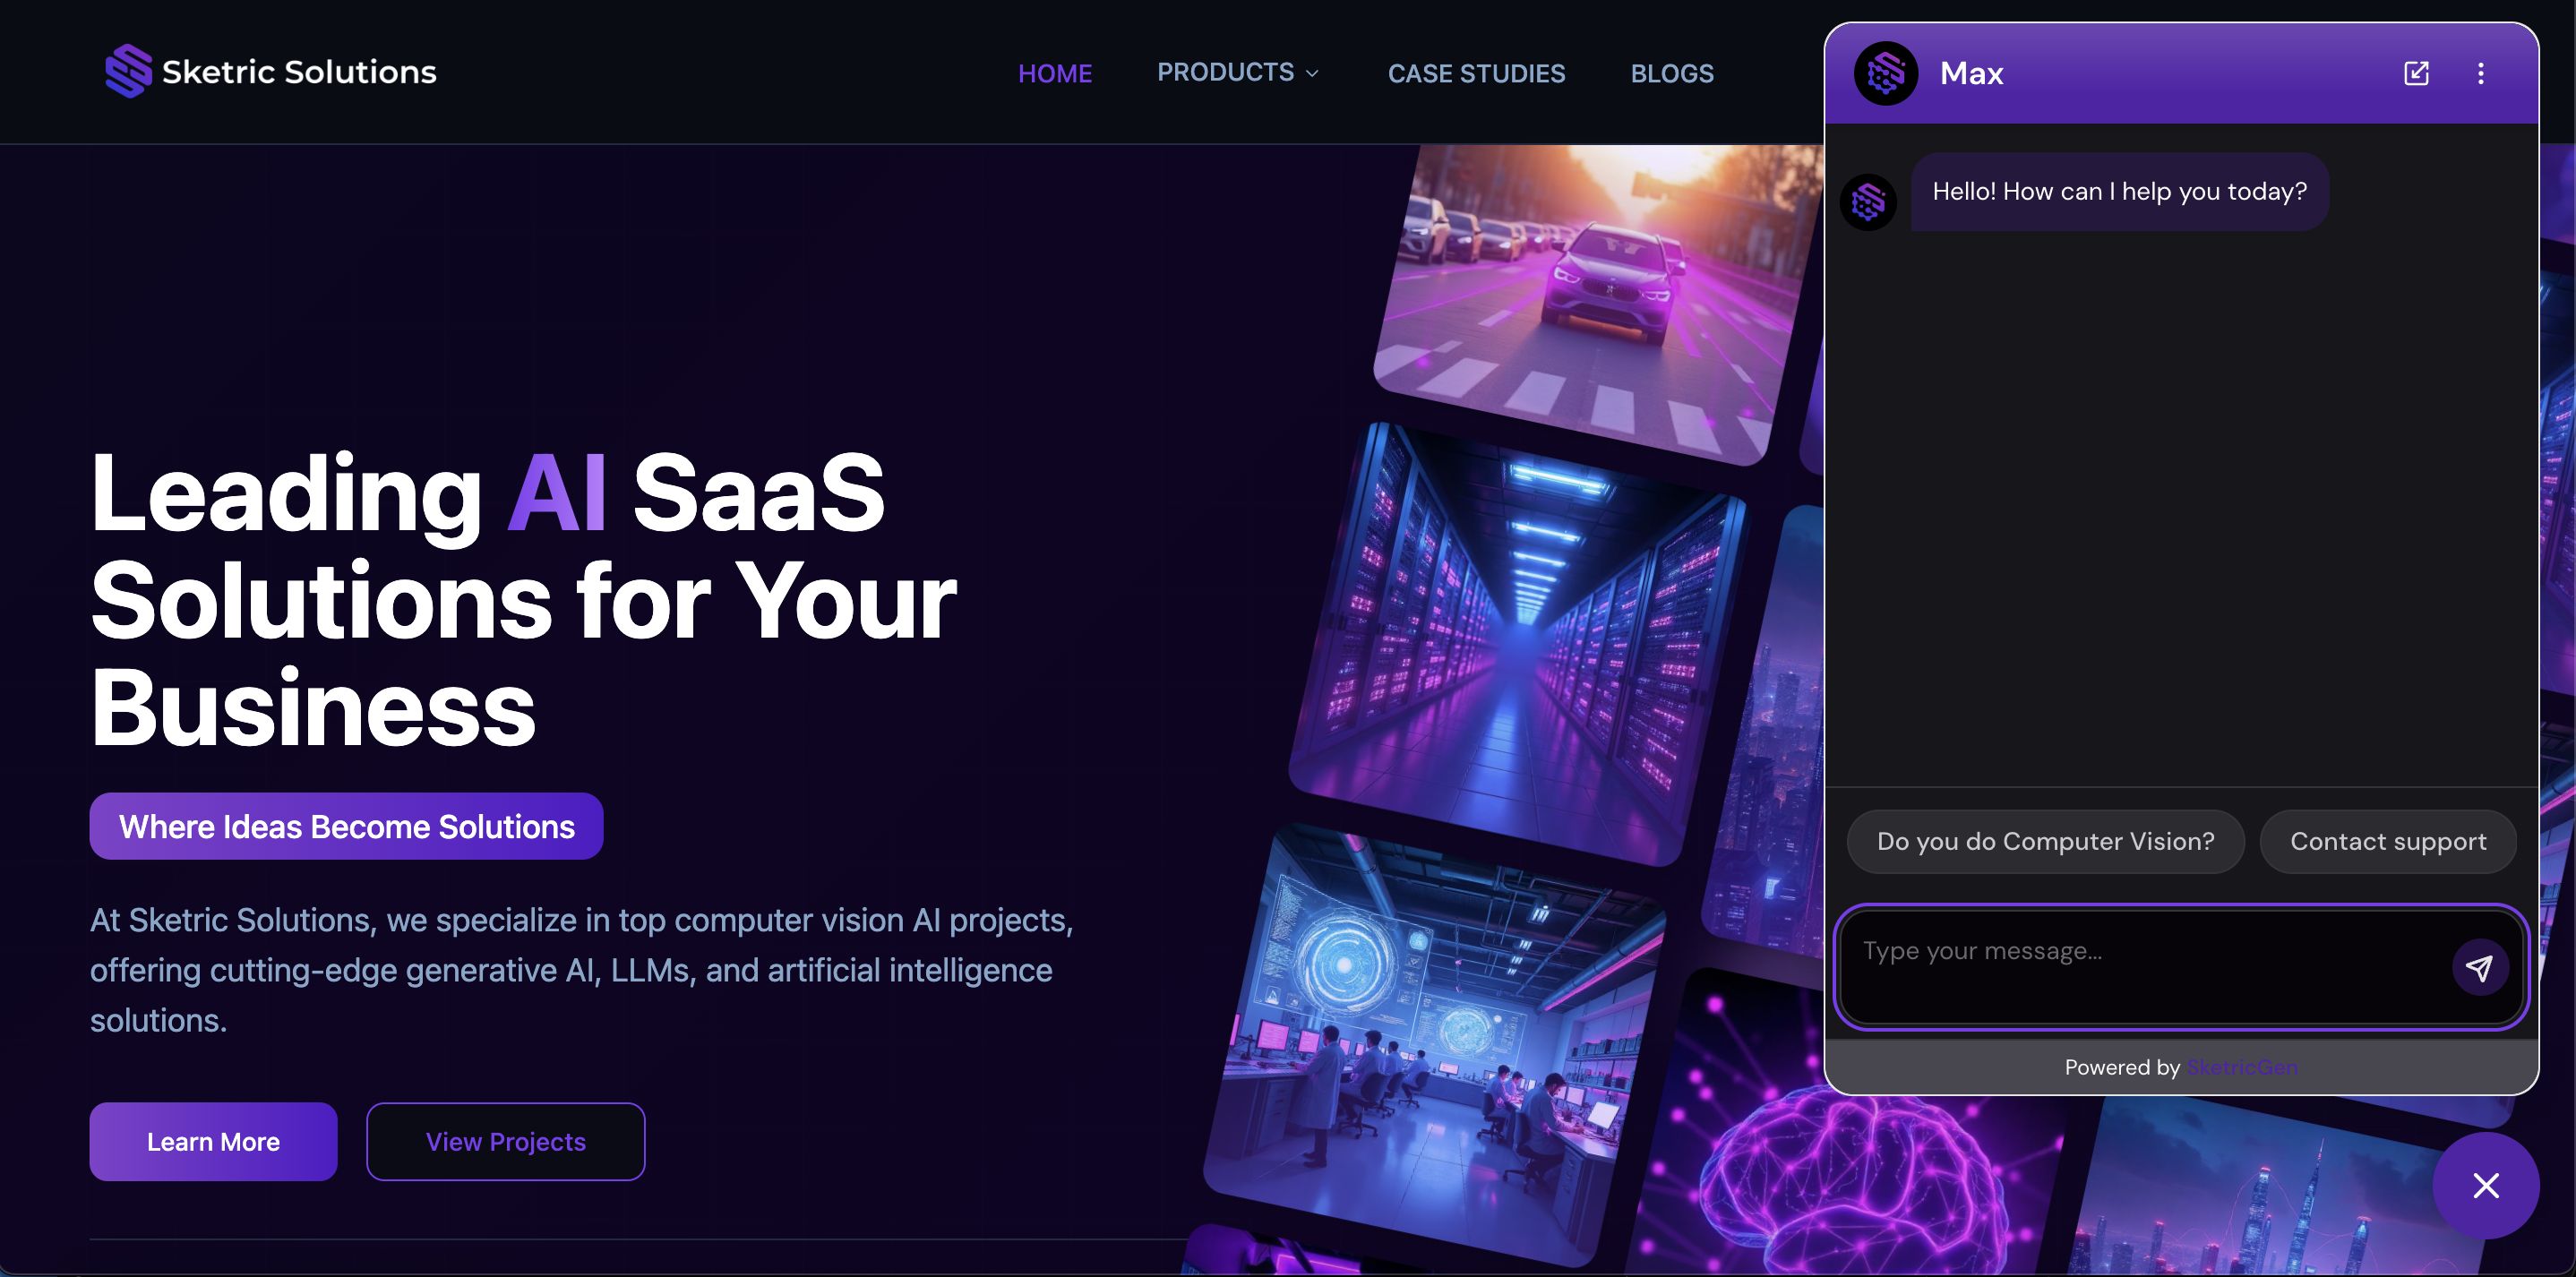 Sketric Solutions
HOME
PRODUCTS
CASE STUDIES
BLOGS
Leading AI SaaS
Solutions for Your
Business
Where Ideas Become Solutions
At Sketric Solutions, we specialize in top computer vision AI projects,
offering cutting-edge generative AI, LLMs, and artificial intelligence
solutions.
Learn More
View Projects
Max
Hello! How can I help you today?
Do you do Computer Vision?
Contact support
Type your message...
Powered by SketricGen